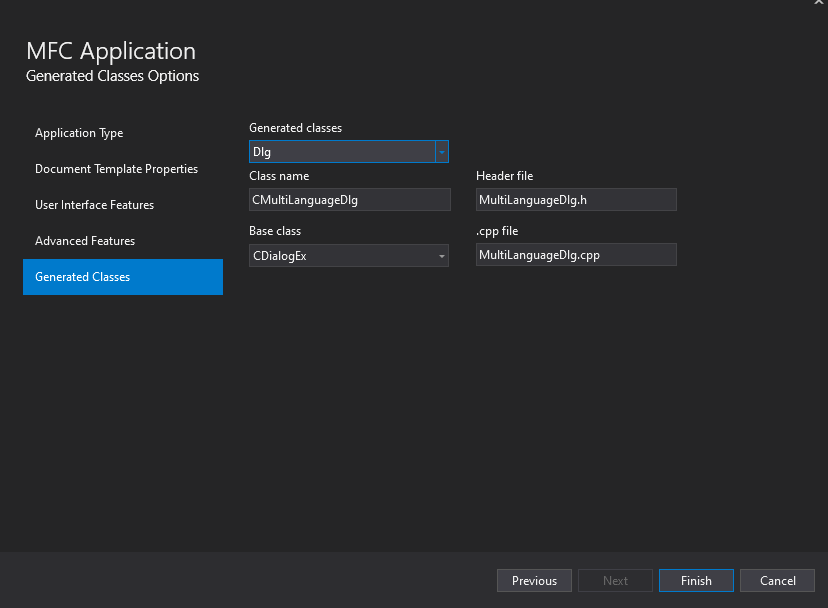 MFC Application
Generated Classes Options
Application Type
Document Template Properties
User Interface Features
Advanced Features
Generated Classes
Generated classes
Dlg
Class name
CMultiLanguageDlg
Header file
MultiLanguageDlg.h
Base class
CDialogEx
.cpp file
MultiLanguageDlg.cpp
Previous
Next
Finish
Cancel